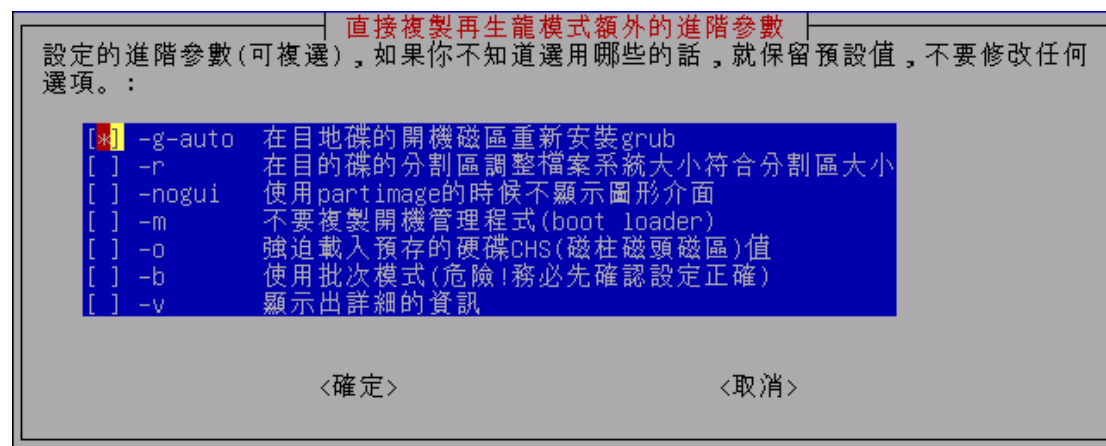 直接複製再生龍模式額外的進階參數
設定的進階參數(可複選),如果你不知道選用哪些的話,就保留預設值,不要修改任何
選項。:
[*] -g-auto 在目地碟的開機磁區重新安裝grub
[ ] -r 在目的碟的分割區調整檔案系統大小符合分割區大小
[ ] -nogui 使用partimage的時候不顯示圖形介面
[ ] -m 不要複製開機管理程式(boot loader)
[ ] -o 強迫載入預存的硬碟CHS(磁柱磁頭磁區)值
[ ] -b 使用批次模式(危險!務必先確認設定正確)
[ ] -v 顯示出詳細的資訊
<確定> <取消>